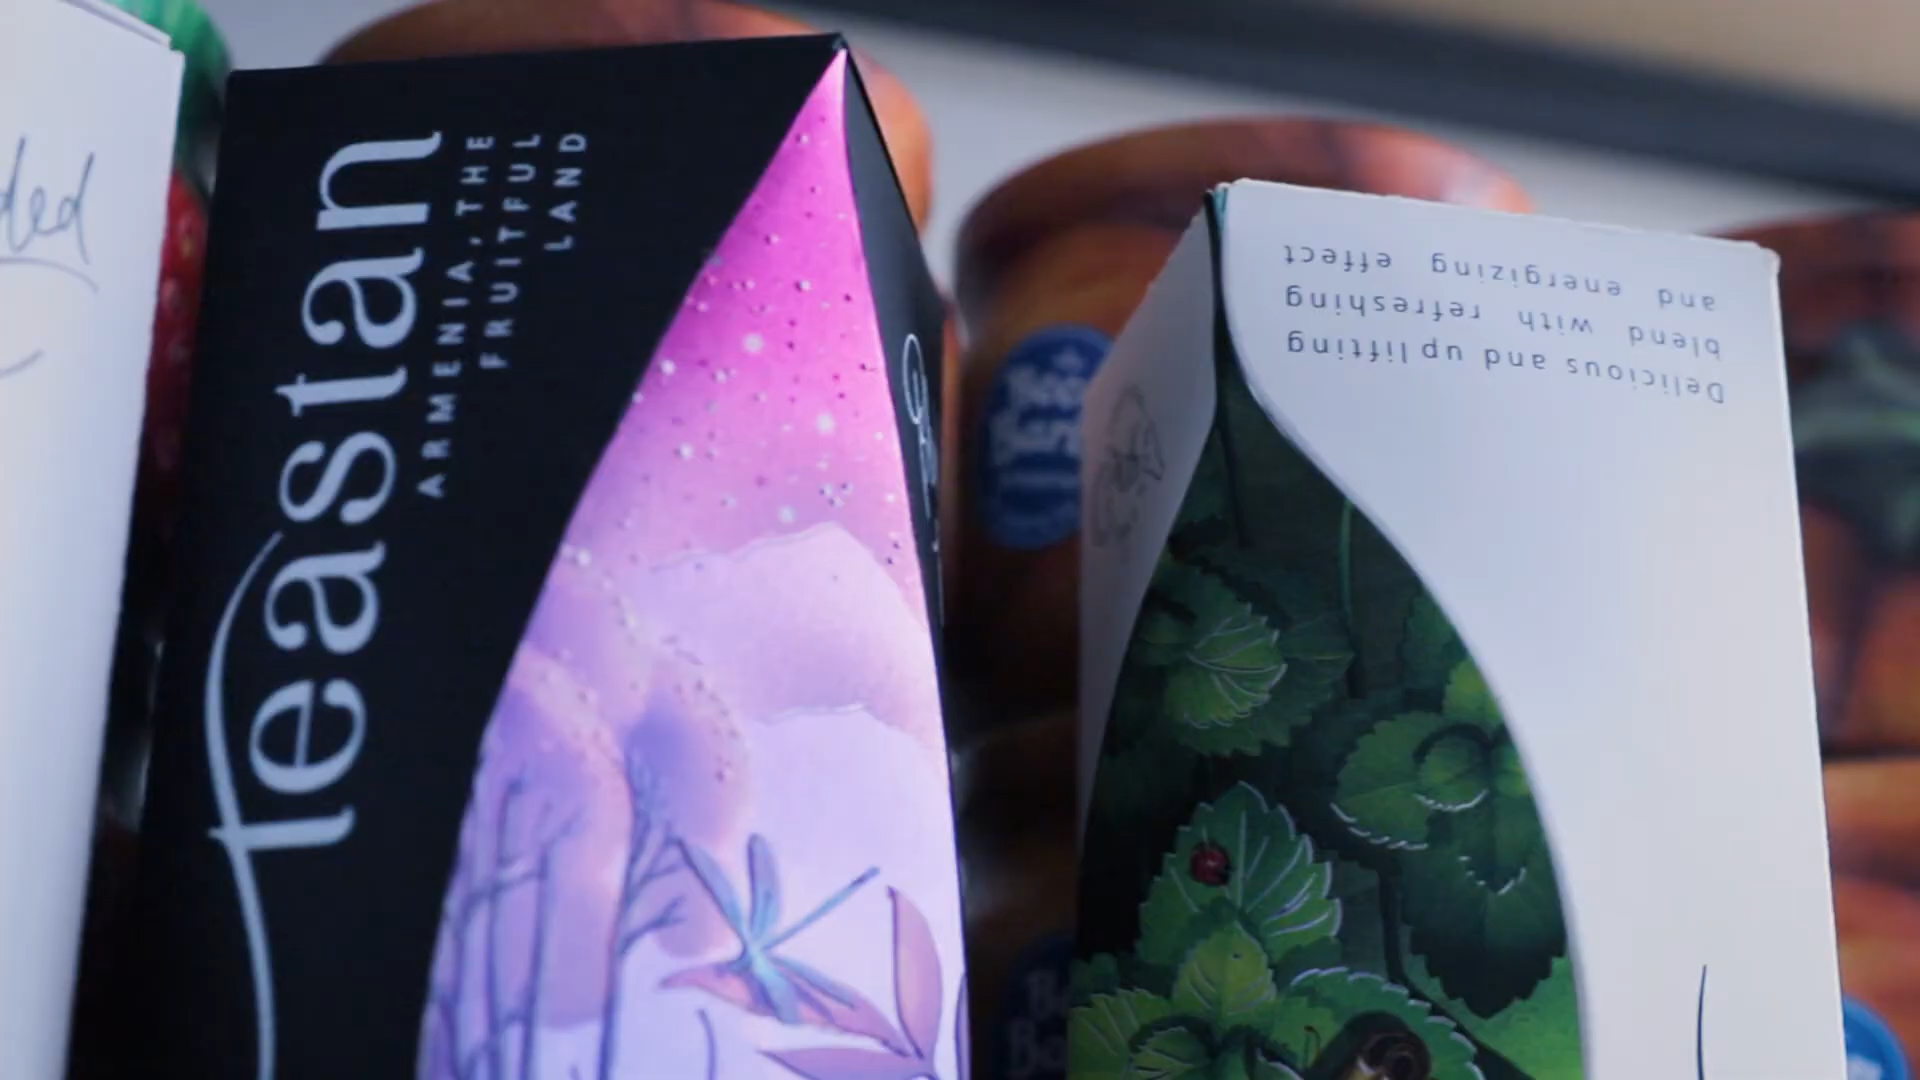 Teastan
ARMENIA, THE
FRUITFUL
LAND
Delicious and up lifting
blend with refreshing
and energizing effect